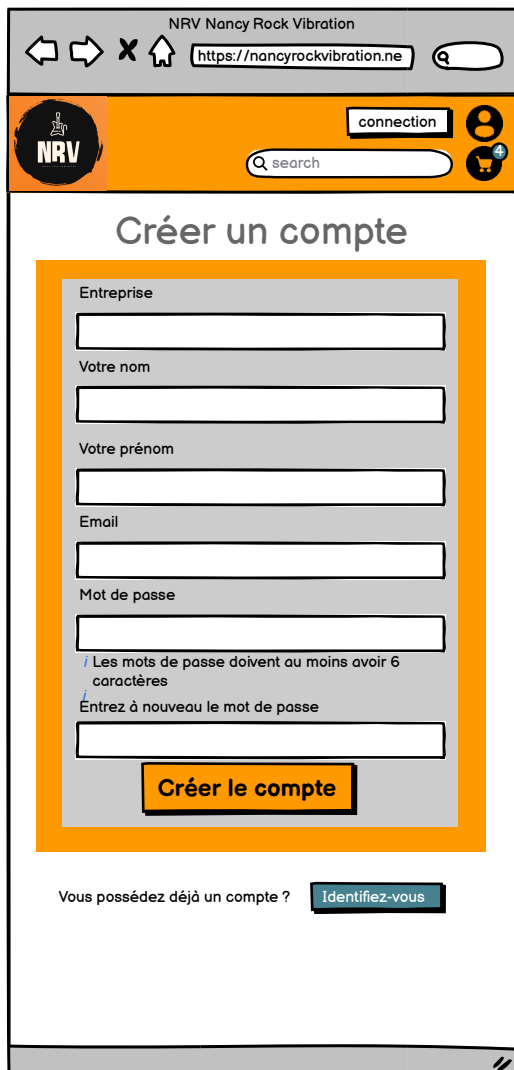 NRV Nancy Rock Vibration
https://nancyrockvibration.ne
connection
NRV
search
4
Créer un compte
Entreprise
Votre nom
Votre prénom
Email
Mot de passe
i Les mots de passe doivent au moins avoir 6
caractères
i
Entrez à nouveau le mot de passe
Créer le compte
Vous possédez déjà un compte ? Identifiez-vous